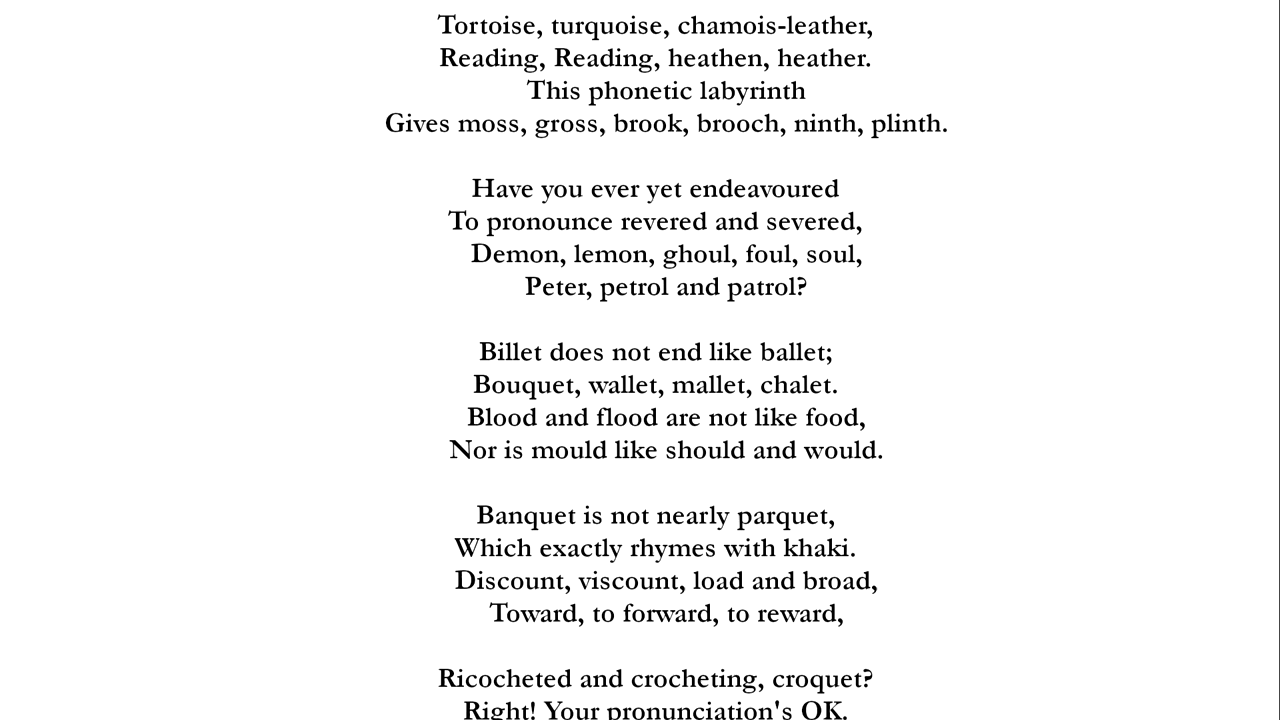 Tortoise, turquoise, chamois-leather,
Reading, Reading, heathen, heather.
This phonetic labyrinth
Gives moss, gross, brook, brooch, ninth, plinth.
Have you ever yet endeavoured
To pronounce revered and severed,
Demon, lemon, ghoul, foul, soul,
Peter, petrol and patrol?
Billet does not end like ballet;
Bouquet, wallet, mallet, chalet.
Blood and flood are not like food,
Nor is mould like should and would.
Banquet is not nearly parquet,
Which exactly rhymes with khaki.
Discount, viscount, load and broad,
Toward, to forward, to reward,
Ricocheted and crocheting, croquet?
Right! Your pronunciation's OK.